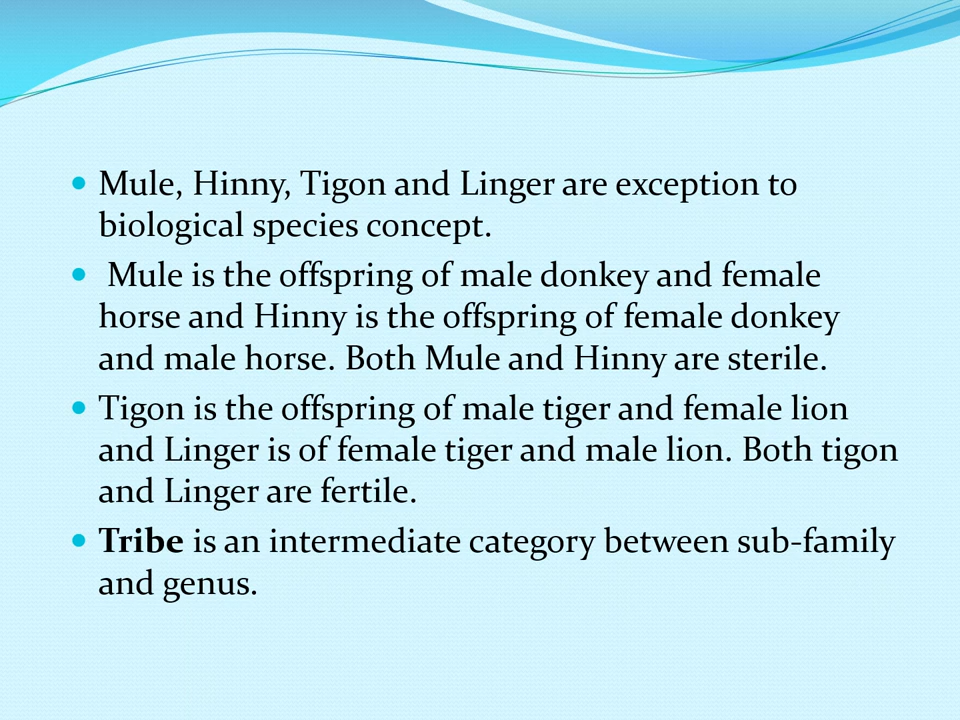 Mule, Hinny, Tigon and Linger are exception to
biological species concept.
Mule is the offspring of male donkey and female
horse and Hinny is the offspring of female donkey
and male horse. Both Mule and Hinny are sterile.
Tigon is the offspring of male tiger and female lion
and Linger is of female tiger and male lion. Both tigon
and Linger are fertile.
Tribe is an intermediate category between sub-family
and genus.